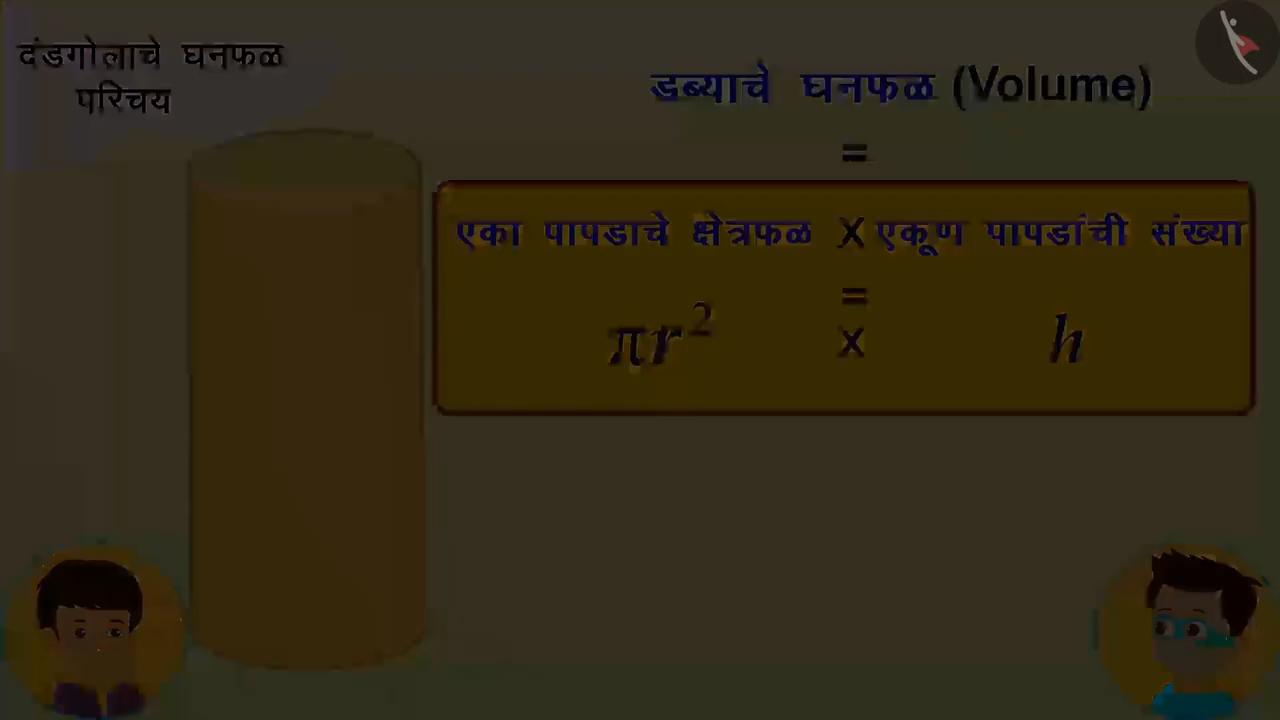 दंडगोलाचे घनफळ
परिचय
डब्याचे घनफळ (Volume)
=
एका पापडाचे क्षेत्रफळ X एकूण पापडांची संख्या
=
πr² X h